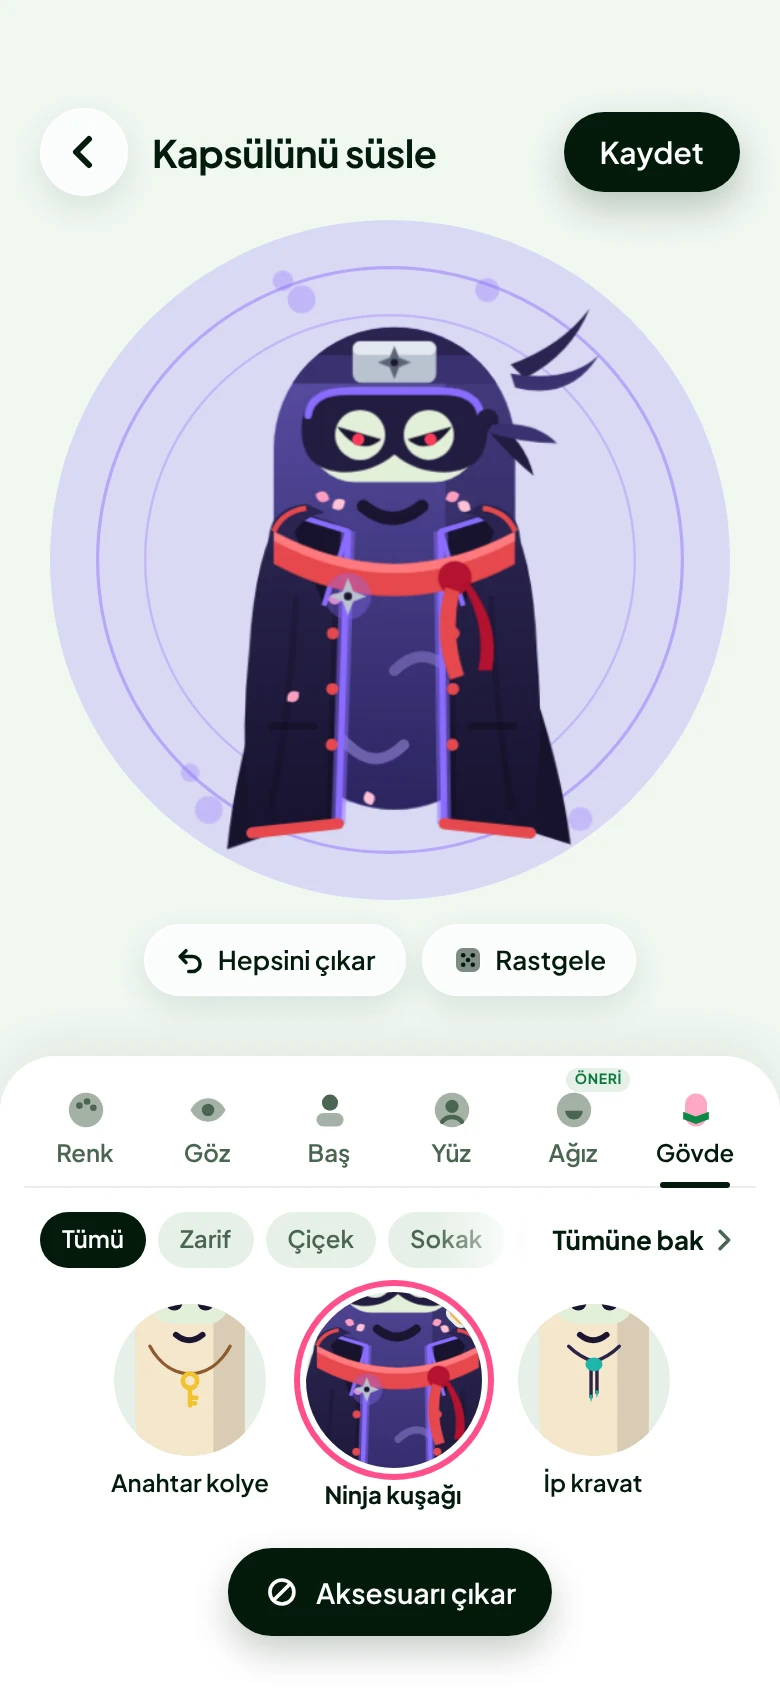 Kapsülünü süsle
Kaydet
Hepsini çıkar
Rastgele
ÖNERİ
Renk
Göz
Baş
Yüz
Ağız
Gövde
Tümü
Zarif
Çiçek
Sokak
Tümüne bak
Anahtar kolye
Ninja kuşağı
İp kravat
Aksesuarı çıkar